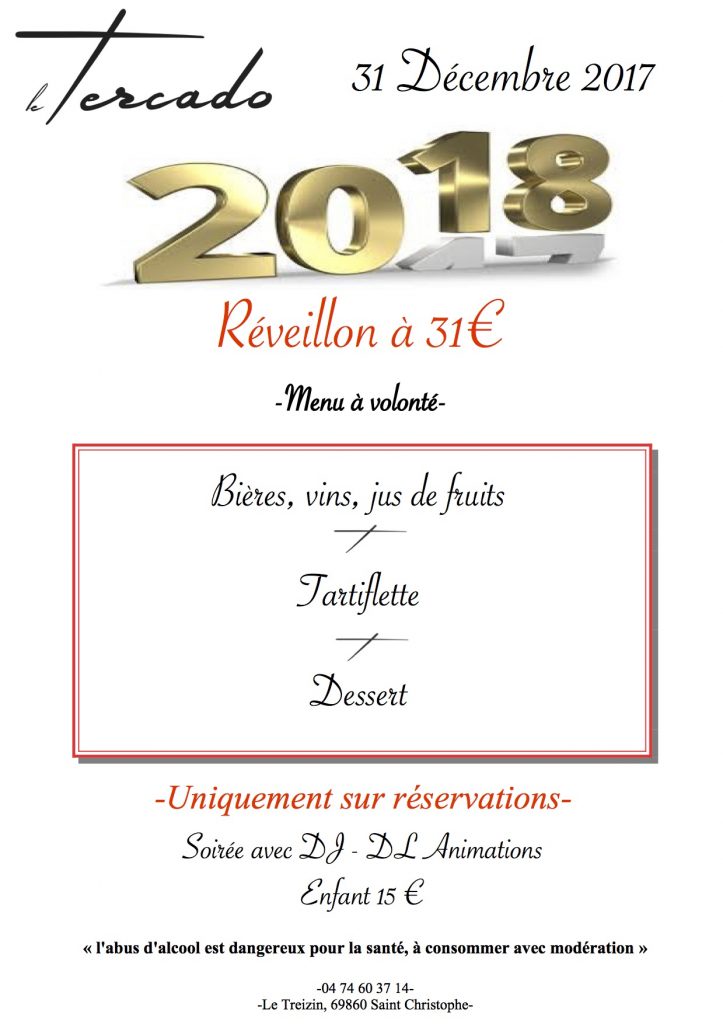 le Tercado
31 Décembre 2017
2018
17
Réveillon à 31€
-Menu à volonté-
Bières, vins, jus de fruits
Tartiflette
Dessert
-Uniquement sur réservations-
Soirée avec DJ - DL Animations
Enfant 15 €
« l'abus d'alcool est dangereux pour la santé, à consommer avec modération »
-04 74 60 37 14-
-Le Treizin, 69860 Saint Christophe-